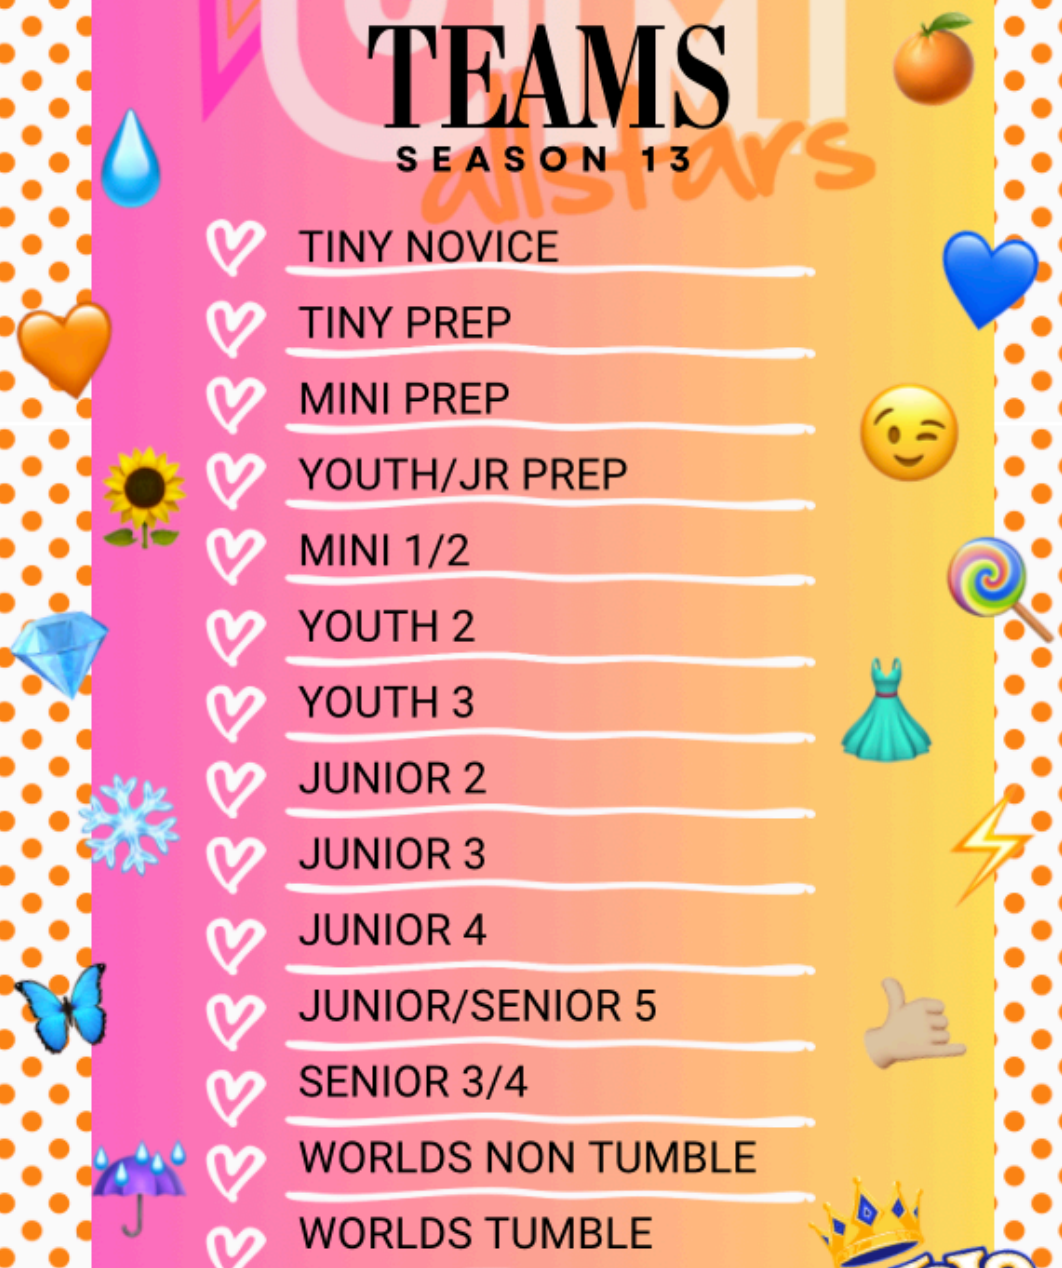 TEAMS
allstars
SEASON 13
TINY NOVICE
TINY PREP
MINI PREP
YOUTH/JR PREP
MINI 1/2
YOUTH 2
YOUTH 3
JUNIOR 2
JUNIOR 3
JUNIOR 4
JUNIOR/SENIOR 5
SENIOR 3/4
WORLDS NON TUMBLE
WORLDS TUMBLE